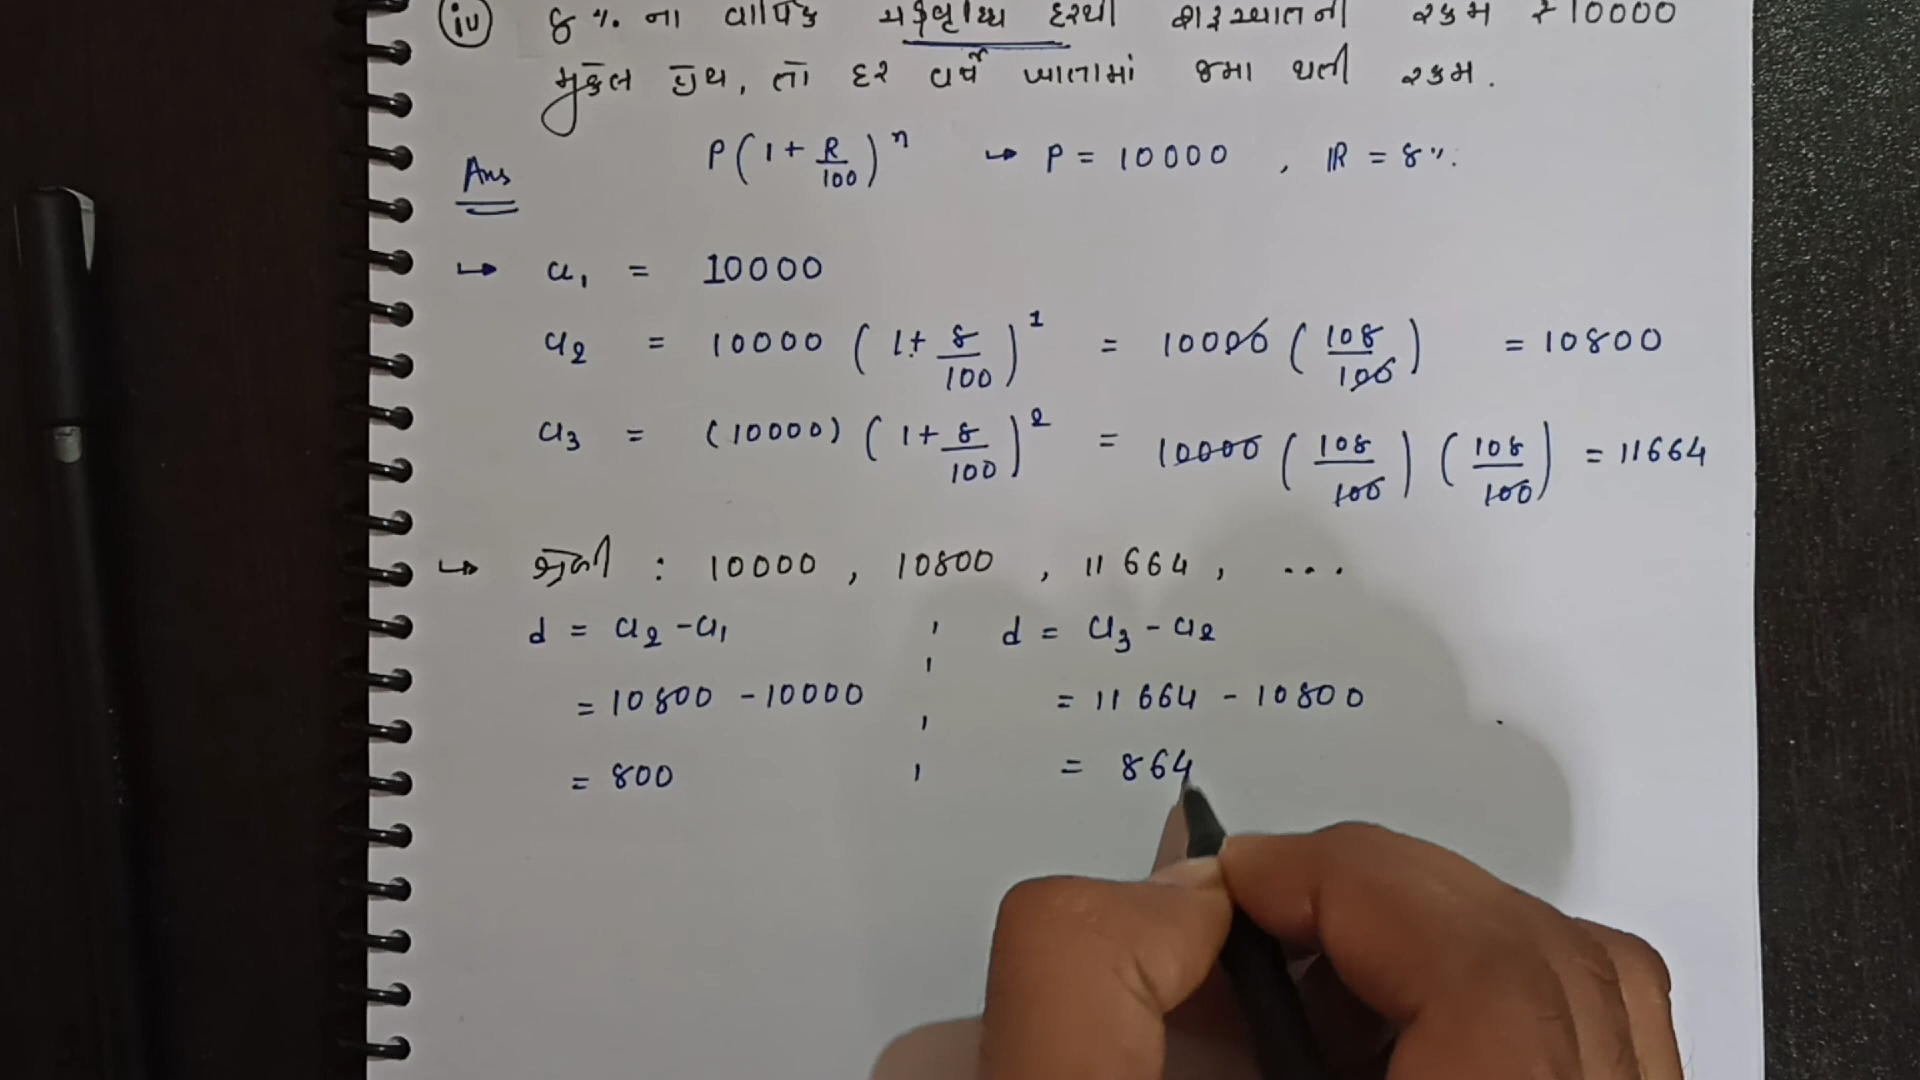 (iv) 8 %. ના વાર્ષિક ચક્રવૃધ્ધિ દરથી શરૂઆતની રકમ ₹ 10000
મુકેલ હોય, તો દર વર્ષે ખાતામાં જમા થતી રકમ.
Ans P(1 + R/100)^n ↪ P = 10000 , R = 8%.
↪ a₁ = 10000
a₂ = 10000 (1 + 8/100)^1 = 10000 (108/100) = 10800
a₃ = (10000) (1 + 8/100)^2 = 10000 (108/100) (108/100) = 11664
↪ શ્રેણી : 10000 , 10800 , 11664 , ...
d = a₂ - a₁ d = a₃ - a₂
= 10800 - 10000 = 11664 - 10800
= 800 = 864